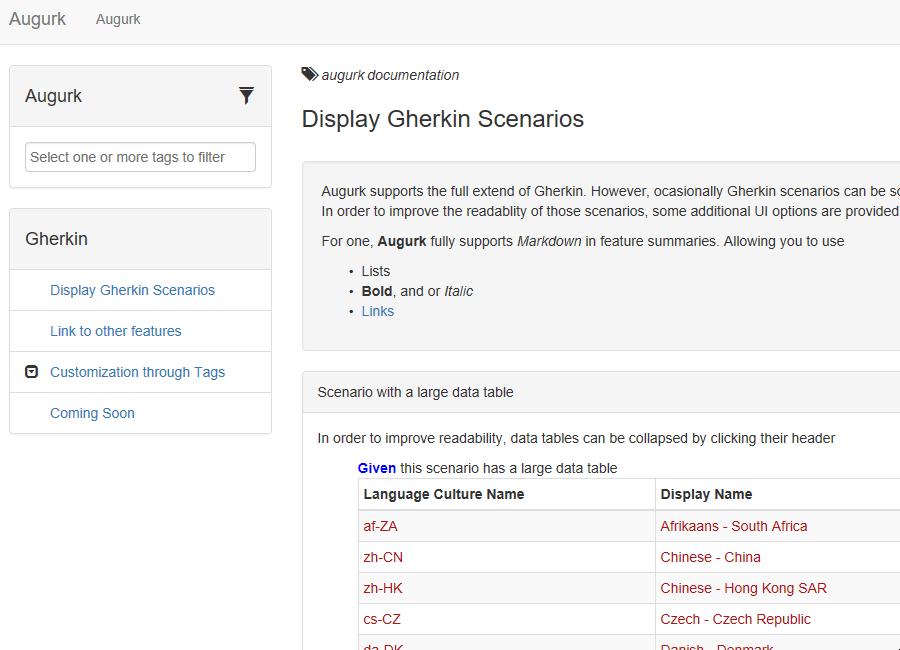 Augurk Augurk
Augurk
Select one or more tags to filter
Gherkin
Display Gherkin Scenarios
Link to other features
Customization through Tags
Coming Soon
augurk documentation
Display Gherkin Scenarios
Augurk supports the full extend of Gherkin. However, ocasionally Gherkin scenarios can be
In order to improve the readablity of those scenarios, some additional UI options are provided
For one, Augurk fully supports Markdown in feature summaries. Allowing you to use
• Lists
• Bold, and or Italic
• Links
Scenario with a large data table
In order to improve readability, data tables can be collapsed by clicking their header
Given this scenario has a large data table
Language Culture Name Display Name
af-ZA Afrikaans - South Africa
zh-CN Chinese - China
zh-HK Chinese - Hong Kong SAR
cs-CZ Czech - Czech Republic
da-DK Danish - Denmark